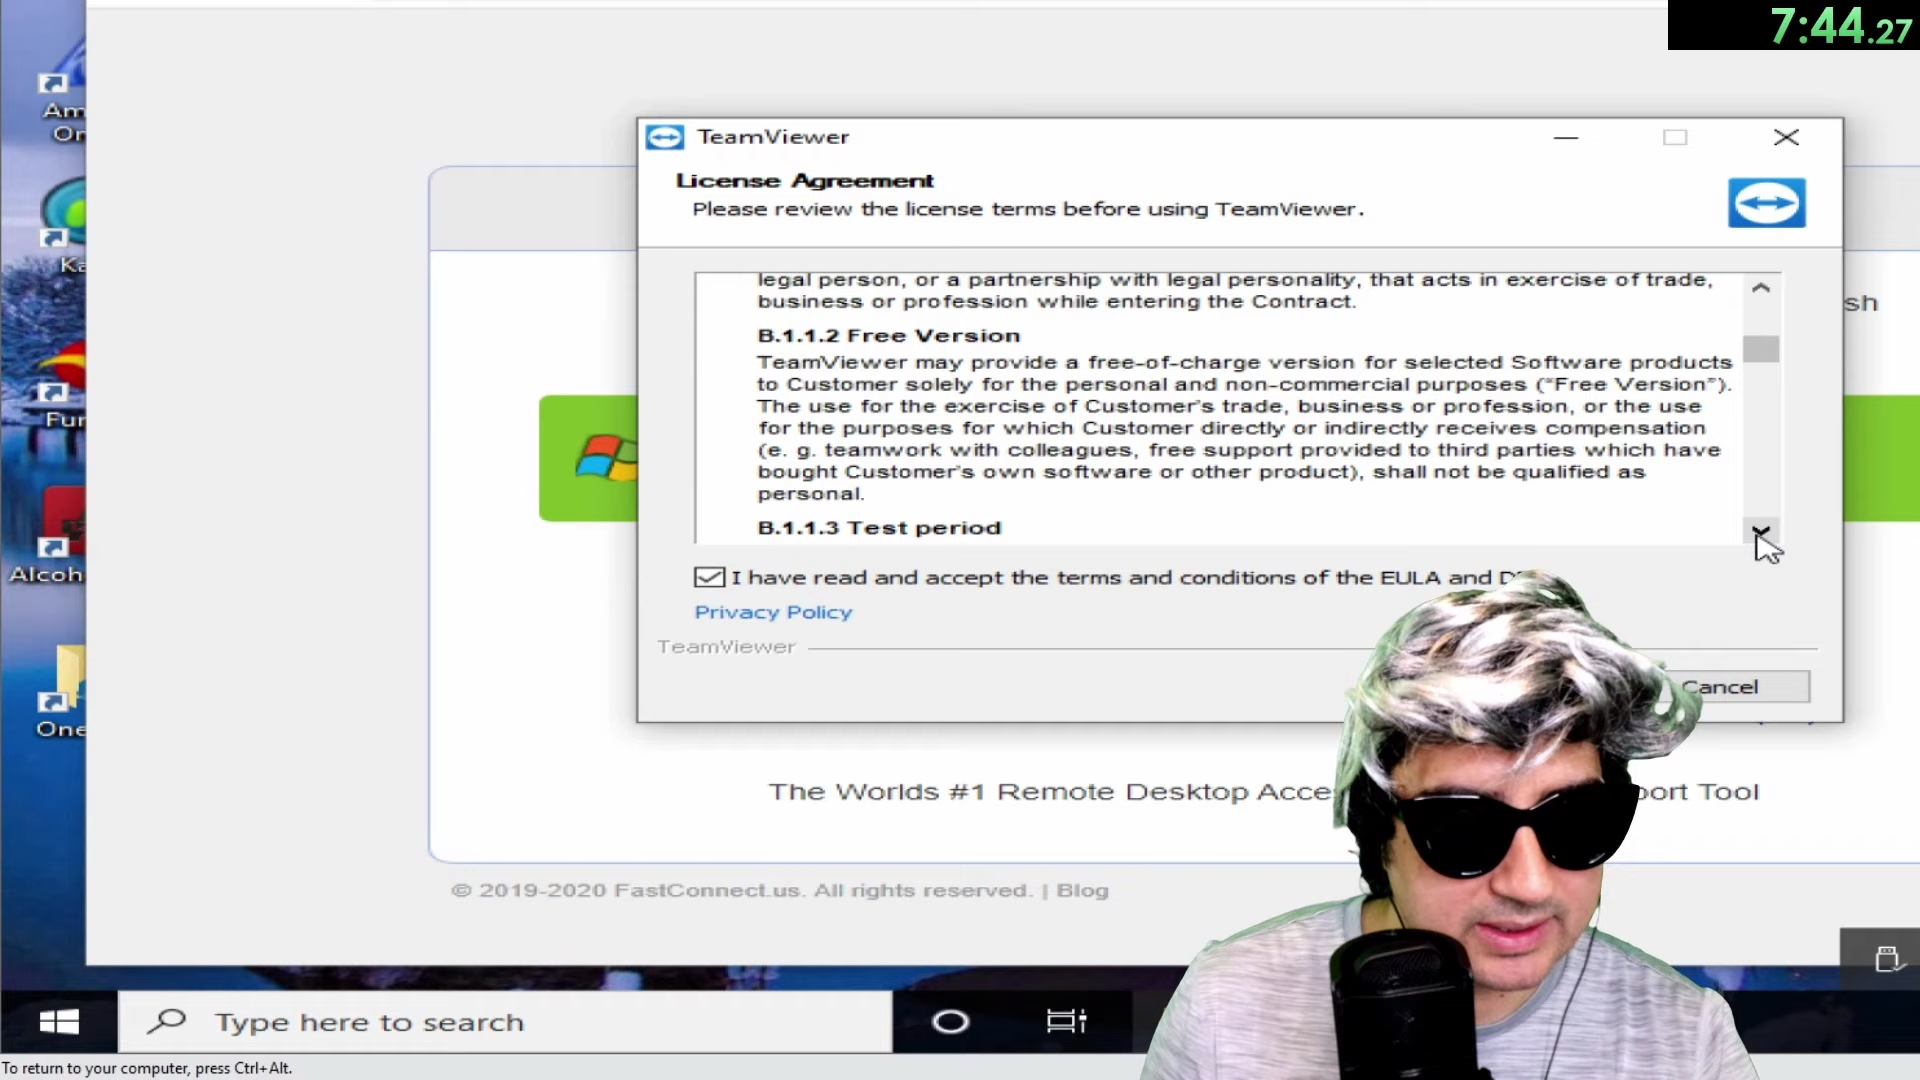 7:44.27
Am
On
TeamViewer
License Agreement
Please review the license terms before using TeamViewer.
legal person, or a partnership with legal personality, that acts in exercise of trade,
business or profession while entering the Contract.
B.1.1.2 Free Version
TeamViewer may provide a free-of-charge version for selected Software products
to Customer solely for the personal and non-commercial purposes (“Free Version”).
The use for the exercise of Customer’s trade, business or profession, or the use
for the purposes for which Customer directly or indirectly receives compensation
(e. g. teamwork with colleagues, free support provided to third parties which have
bought Customer’s own software or other product), shall not be qualified as
personal.
B.1.1.3 Test period
I have read and accept the terms and conditions of the EULA and D
Privacy Policy
TeamViewer
Cancel
sh
Ka
Fur
Alcoh
One
The Worlds #1 Remote Desktop Acce
port Tool
© 2019-2020 FastConnect.us. All rights reserved. | Blog
Type here to search
To return to your computer, press Ctrl+Alt.